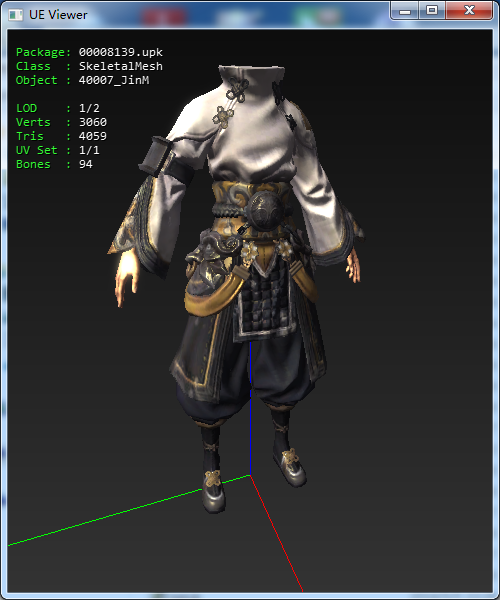 UE Viewer
Package: 00008139.upk
Class : SkeletalMesh
Object : 40007_JinM
LOD : 1/2
Verts : 3060
Tris : 4059
UV Set : 1/1
Bones : 94